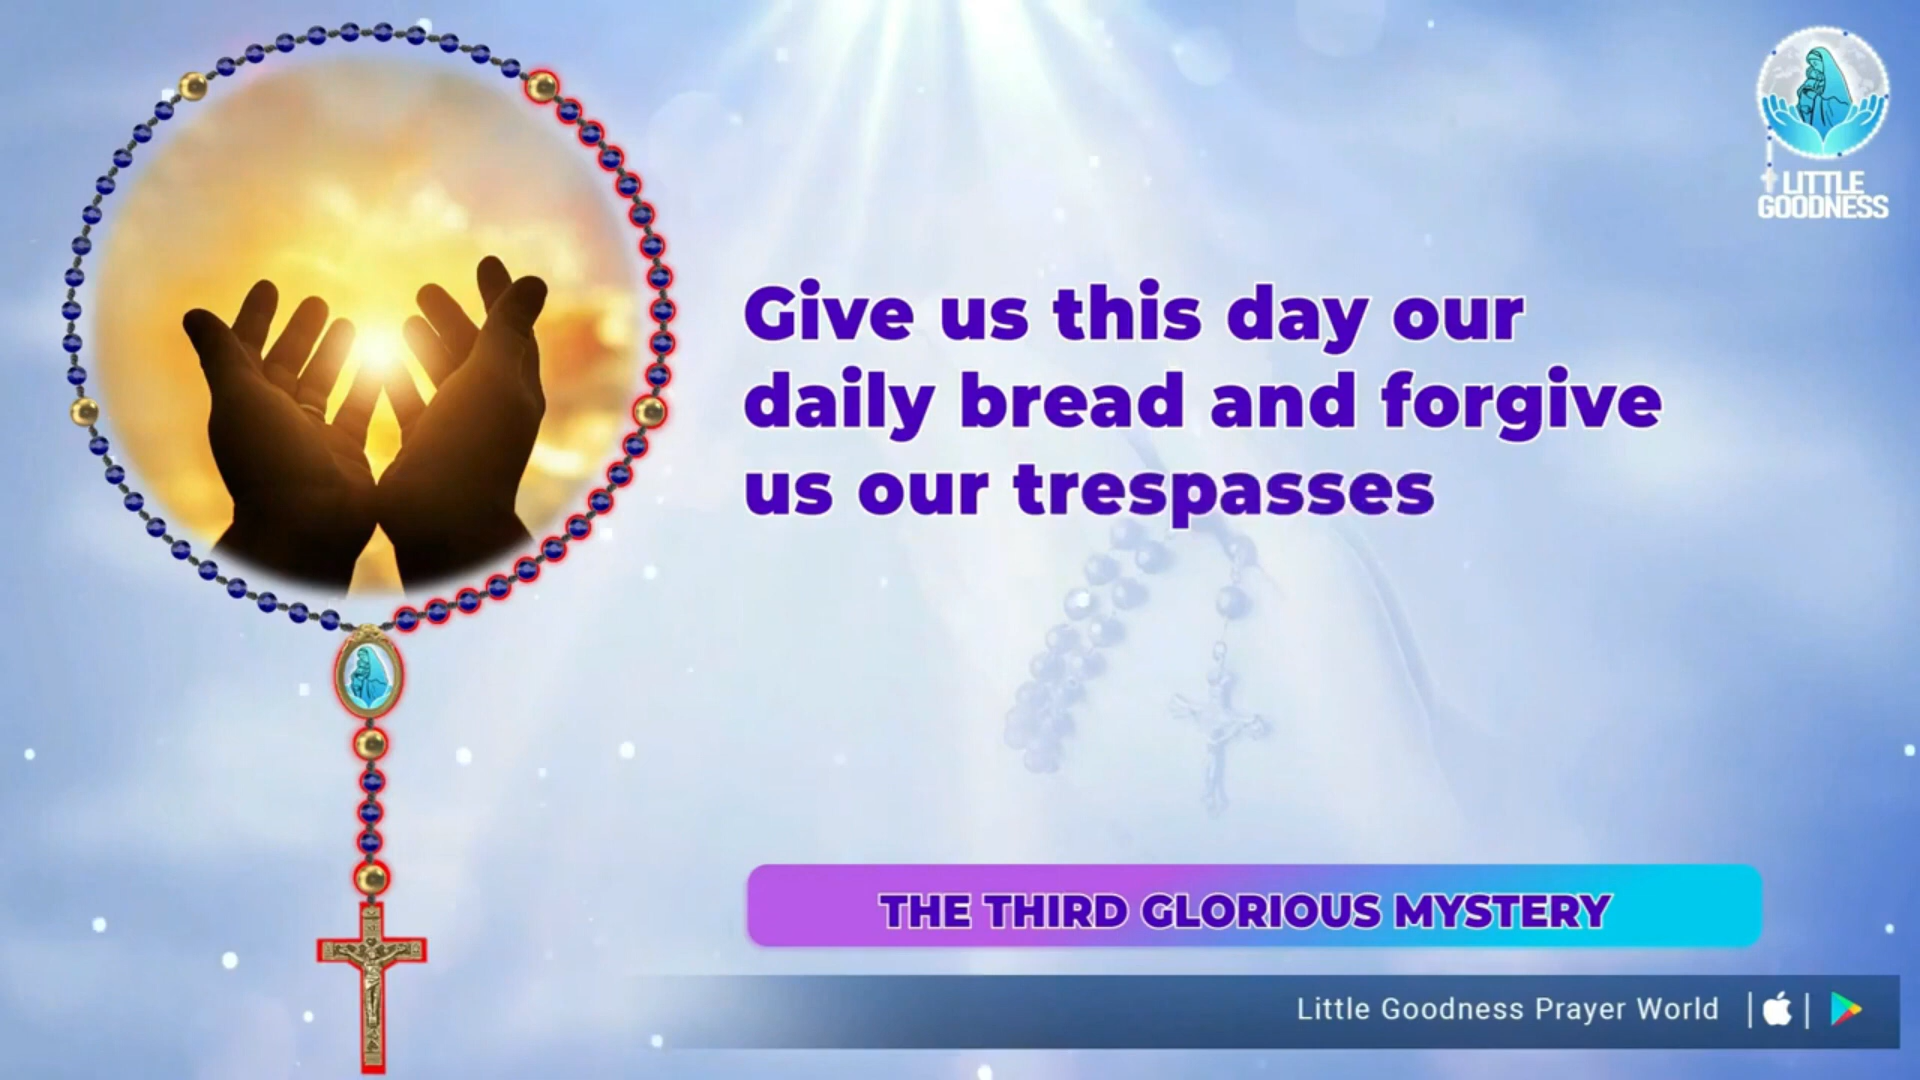 LITTLE
GOODNESS
Give us this day our
daily bread and forgive
us our trespasses
THE THIRD GLORIOUS MYSTERY
Little Goodness Prayer World